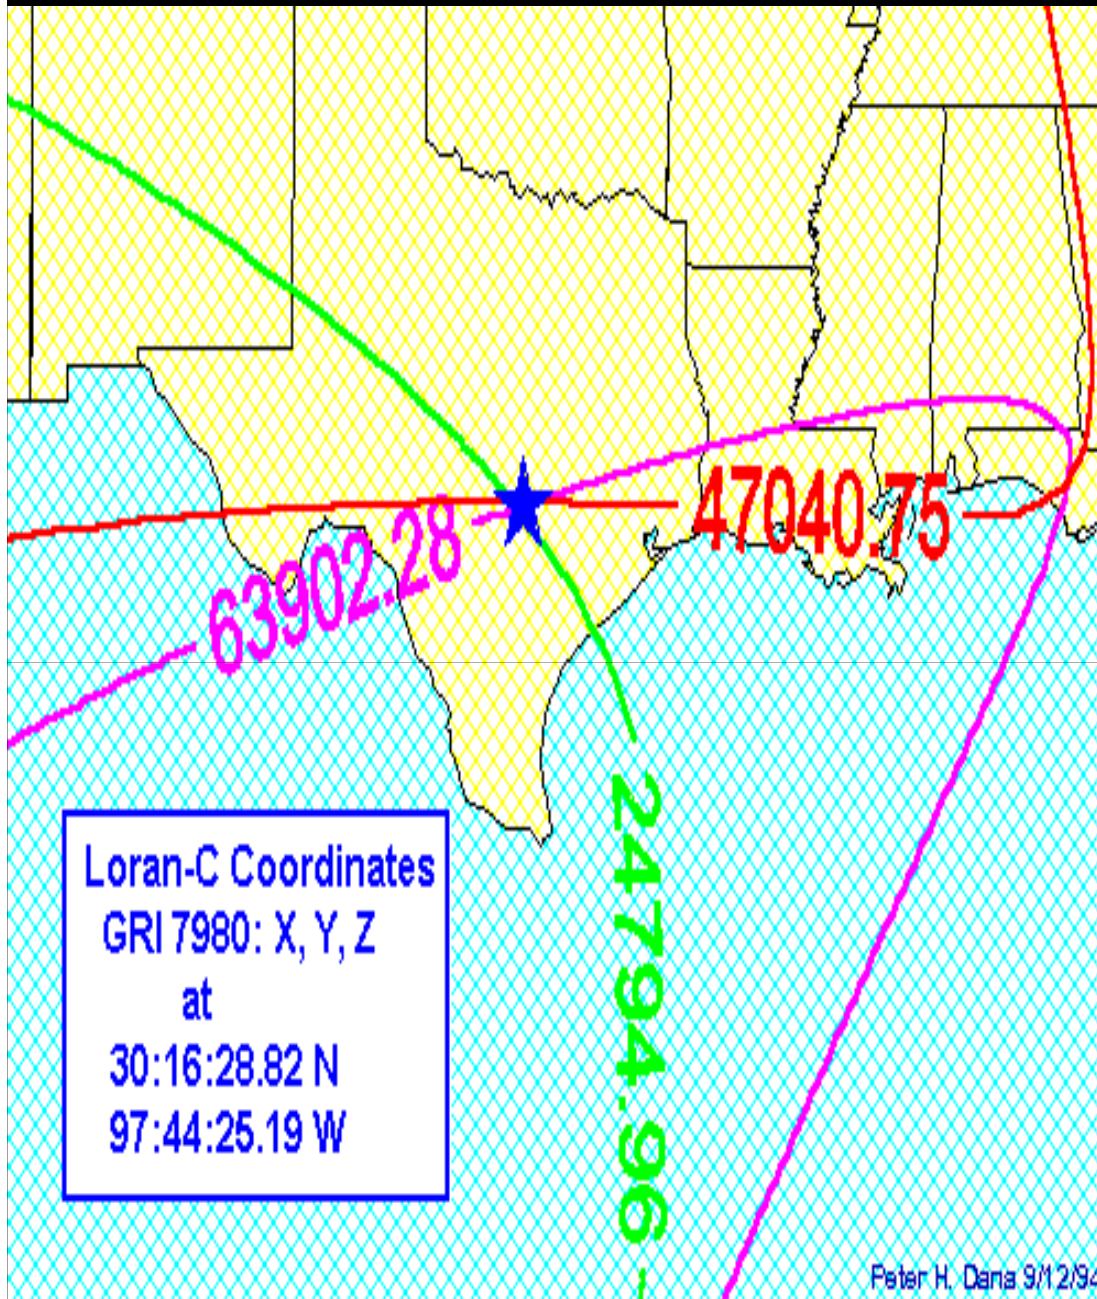 47040.75
63902.28
24794.96
Loran-C Coordinates
GRI 7980: X, Y, Z
at
30:16:28.82 N
97:44:25.19 W
Peter H. Dana 9/12/94